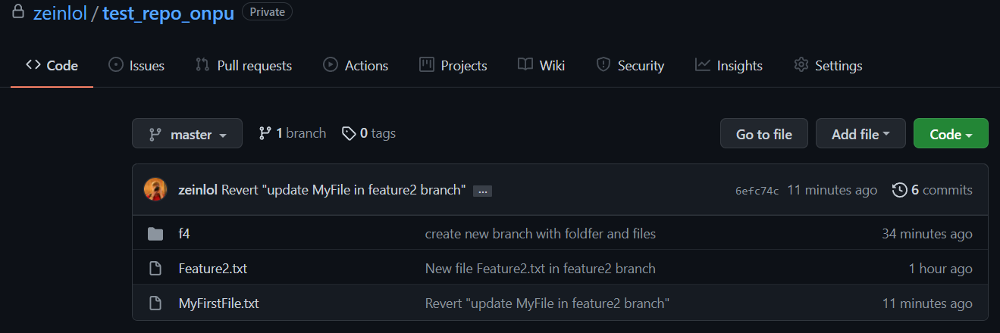 zeinlol / test_repo_onpu Private
Code Issues Pull requests Actions Projects Wiki Security Insights Settings
master 1 branch 0 tags Go to file Add file Code
zeinlol Revert "update MyFile in feature2 branch" ... 6efc74c 11 minutes ago 6 commits
f4 create new branch with foldfer and files 34 minutes ago
Feature2.txt New file Feature2.txt in feature2 branch 1 hour ago
MyFirstFile.txt Revert "update MyFile in feature2 branch" 11 minutes ago